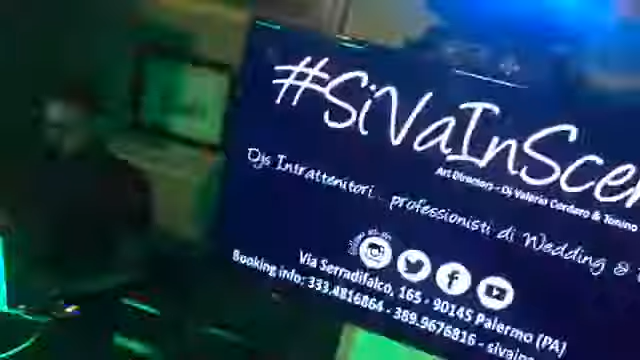 #SiVaInScen
Art Directors - Dj Valerio Cordaro & Tonino
Djs Intrattenitori... professionisti di Wedding &
Via Serradifalco, 165 - 90145 Palermo (PA)
Booking info: 333.4816864 - 389.9676816 - sivains